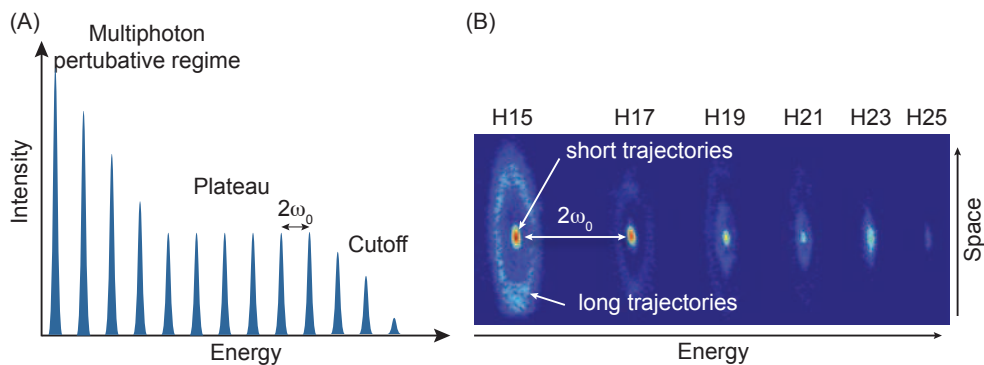 (A)
Multiphoton
pertubative regime
Plateau
2ω₀
Cutoff
Intensity
Energy
(B)
H15 H17 H19 H21 H23 H25
short trajectories
2ω₀
long trajectories
Space
Energy